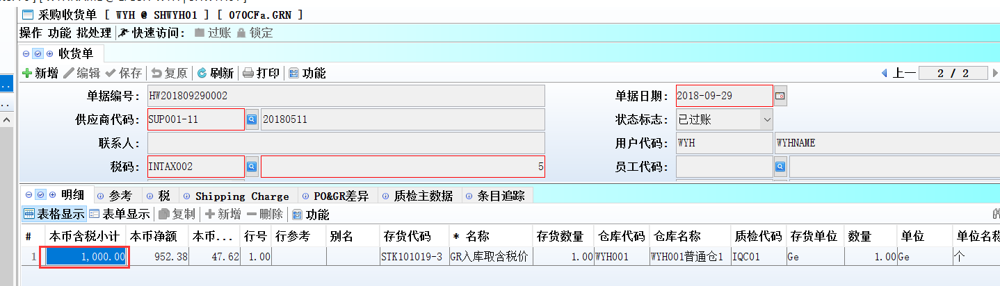 采购收货单 [ WYH @ SHWYH01 ] [ 070CFa.GRN ]
操作 功能 批处理 快速访问: 过账 锁定
收货单
新增 编辑 保存 复原 刷新 打印 功能 上一 2 / 2
单据编号: HW201809290002 单据日期: 2018-09-29
供应商代码: SUP001-11 20180511 状态标志: 已过账
联系人: 用户代码: WYH WYHNAME
税码: INTAX002 5 员工代码:
明细 参考 税 Shipping Charge PO&GR差异 质检主数据 条目追踪
表格显示 表单显示 复制 新增 删除 功能
# 本币含税小计 本币净额 本币... 行号 行参考 别名 存货代码 * 名称 存货数量 仓库代码 仓库名称 质检代码 存货单位 数量 单位 单位名称
1 1,000.00 952.38 47.62 1.00 STK101019-3 GR入库取含税价 1.00 WYH001 WYH001普通仓1 IQC01 Ge 1.00 Ge 个